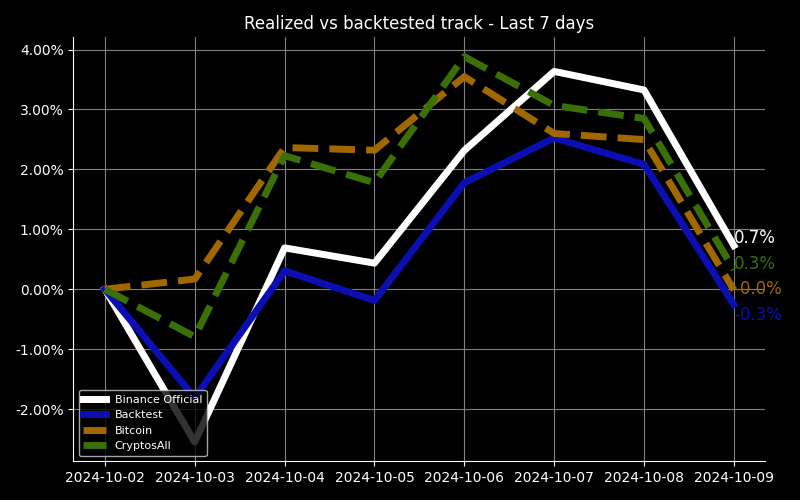 Realized vs backtested track - Last 7 days
4.00%
3.00%
2.00%
1.00%
0.00%
-1.00%
-2.00%
0.7%
0.3%
-0.0%
-0.3%
Binance Official
Backtest
Bitcoin
CryptosAll
2024-10-02 2024-10-03 2024-10-04 2024-10-05 2024-10-06 2024-10-07 2024-10-08 2024-10-09